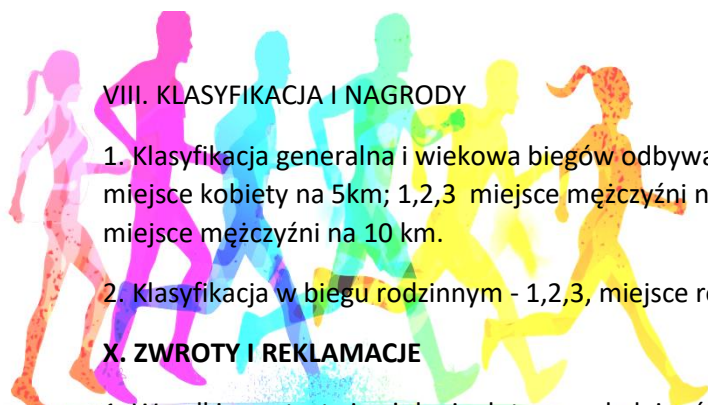 VIII. KLASYFIKACJA I NAGRODY
1. Klasyfikacja generalna i wiekowa biegów
miejsce kobiety na 5km; 1,2,3 miejsce mężczyźni
miejsce mężczyźni na 10 km.
2. Klasyfikacja w biegu rodzinnym - 1,2,3, miejsce
X. ZWROTY I REKLAMACJE